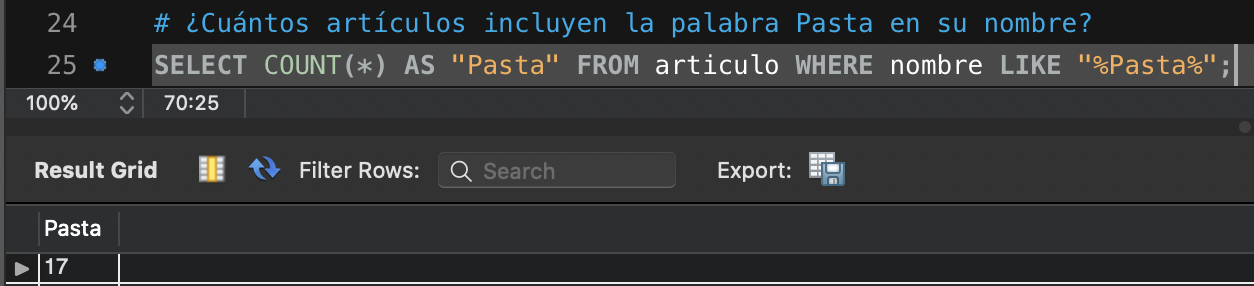 24 # ¿Cuántos artículos incluyen la palabra Pasta en su nombre?
25 SELECT COUNT(*) AS "Pasta" FROM articulo WHERE nombre LIKE "%Pasta%";
100% 70:25
Result Grid Filter Rows: Search Export:
Pasta
17